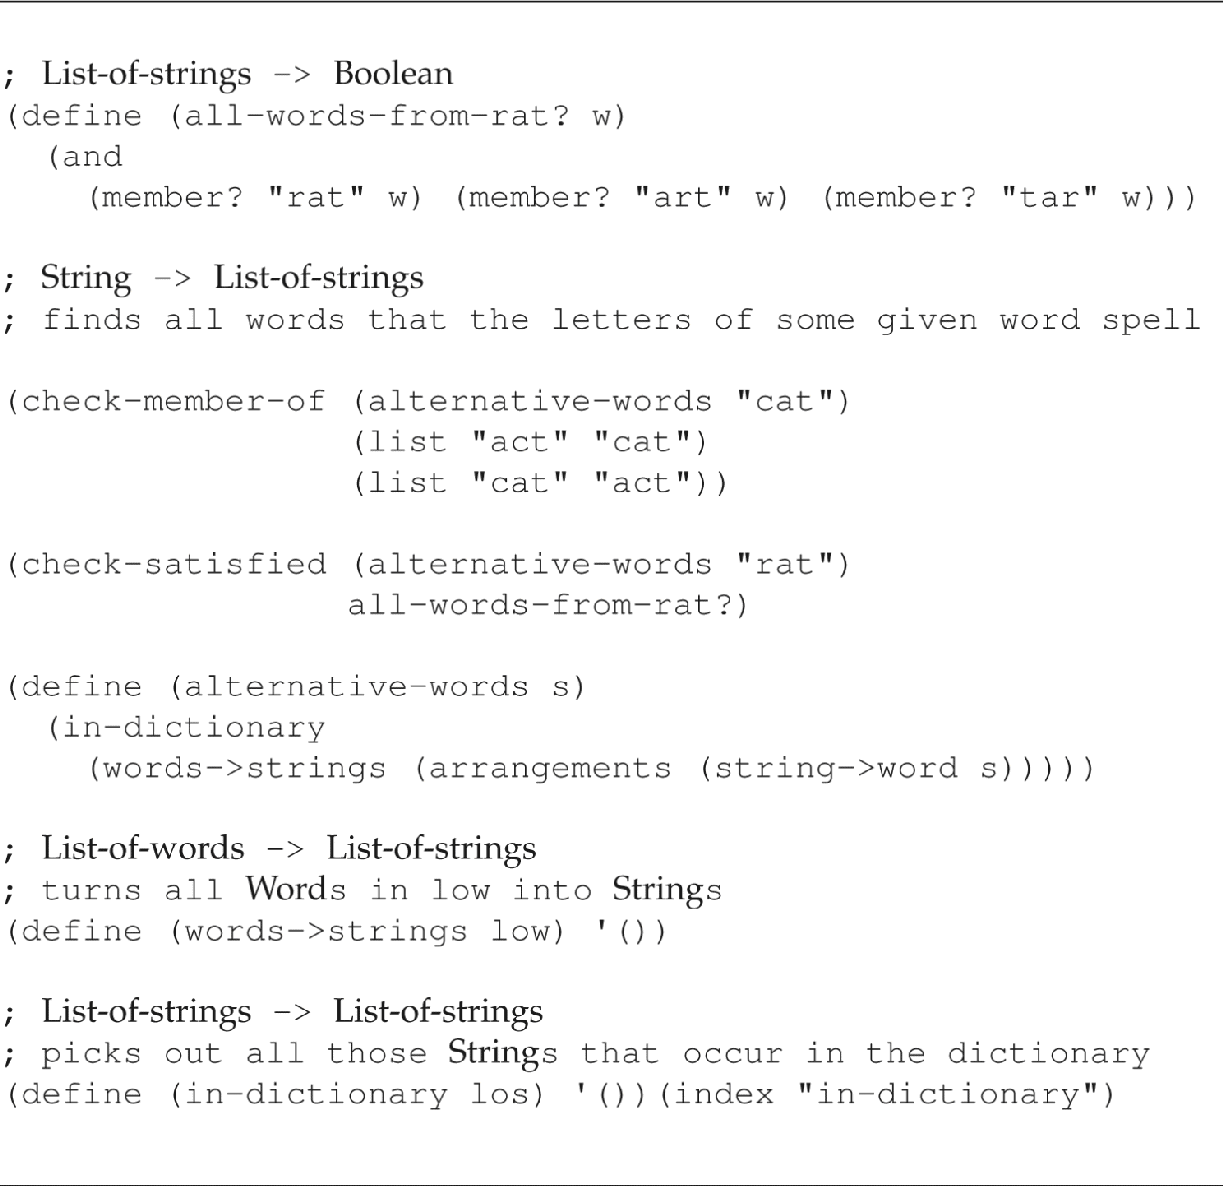 ; List-of-strings -> Boolean
(define (all-words-from-rat? w)
  (and
    (member? "rat" w) (member? "art" w) (member? "tar" w)))
; String -> List-of-strings
; finds all words that the letters of some given word spell
(check-member-of (alternative-words "cat")
                 (list "act" "cat")
                 (list "cat" "act"))
(check-satisfied (alternative-words "rat")
                 all-words-from-rat?)
(define (alternative-words s)
  (in-dictionary
    (words->strings (arrangements (string->word s)))))
; List-of-words -> List-of-strings
; turns all Words in low into Strings
(define (words->strings low) '())
; List-of-strings -> List-of-strings
; picks out all those Strings that occur in the dictionary
(define (in-dictionary los) '())(index "in-dictionary")